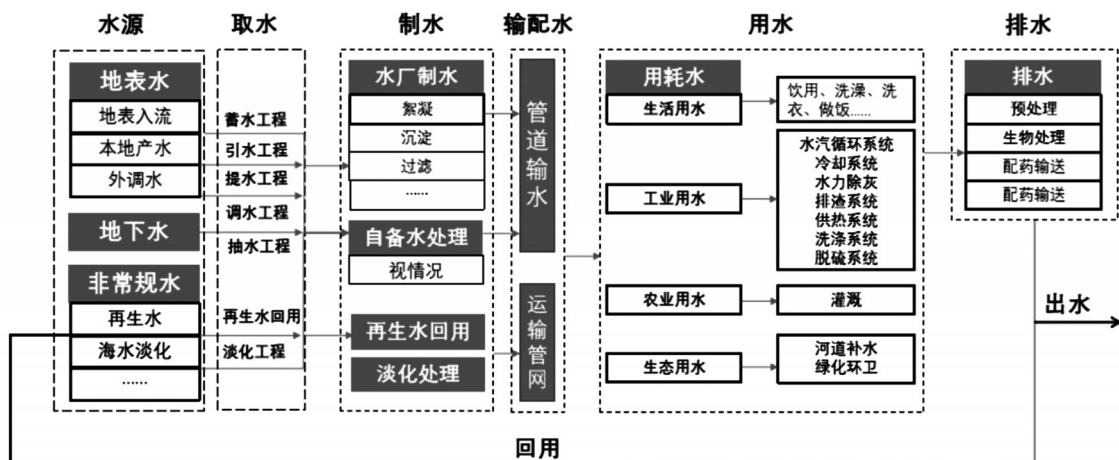 水源
取水
制水
输配水
用水
排水
地表水
地表入流
本地产水
外调水
地下水
非常规水
再生水
海水淡化
......
蓄水工程
引水工程
提水工程
调水工程
抽水工程
再生水回用
淡化工程
水厂制水
絮凝
沉淀
过滤
......
自备水处理
视情况
再生水回用
淡化处理
管道输水
运输管网
用耗水
生活用水
饮用、洗澡、洗
衣、做饭......
工业用水
水汽循环系统
冷却系统
水力除灰
排渣系统
供热系统
洗涤系统
脱硫系统
农业用水
灌溉
生态用水
河道补水
绿化环卫
排水
预处理
生物处理
配药输送
配药输送
出水
回用